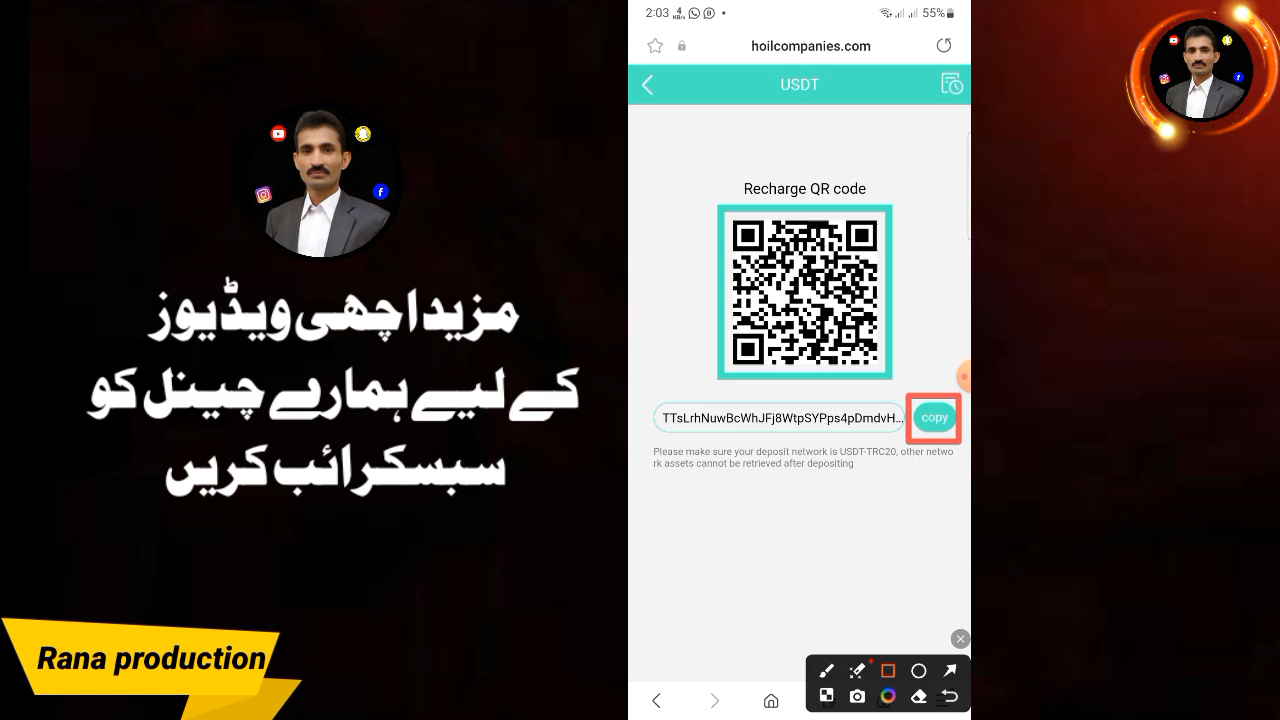 مزید اچھی ویڈیوز
کے لیے ہمارے چینل کو
سبسکرائب کریں
Rana production
2:03 4 KB/s 55%
hoilcompanies.com
USDT
Recharge QR code
TTsLrhNuwBcWhJFj8WtpSYPps4pDmdvH... copy
Please make sure your deposit network is USDT-TRC20, other netwo
rk assets cannot be retrieved after depositing